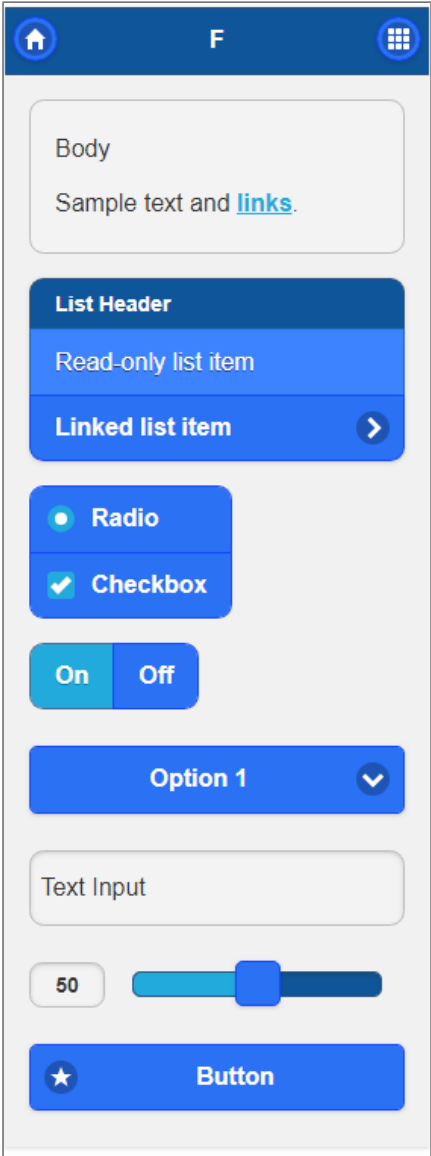 F
Body
Sample text and links.
List Header
Read-only list item
Linked list item
Radio
Checkbox
On Off
Option 1
Text Input
50
Button